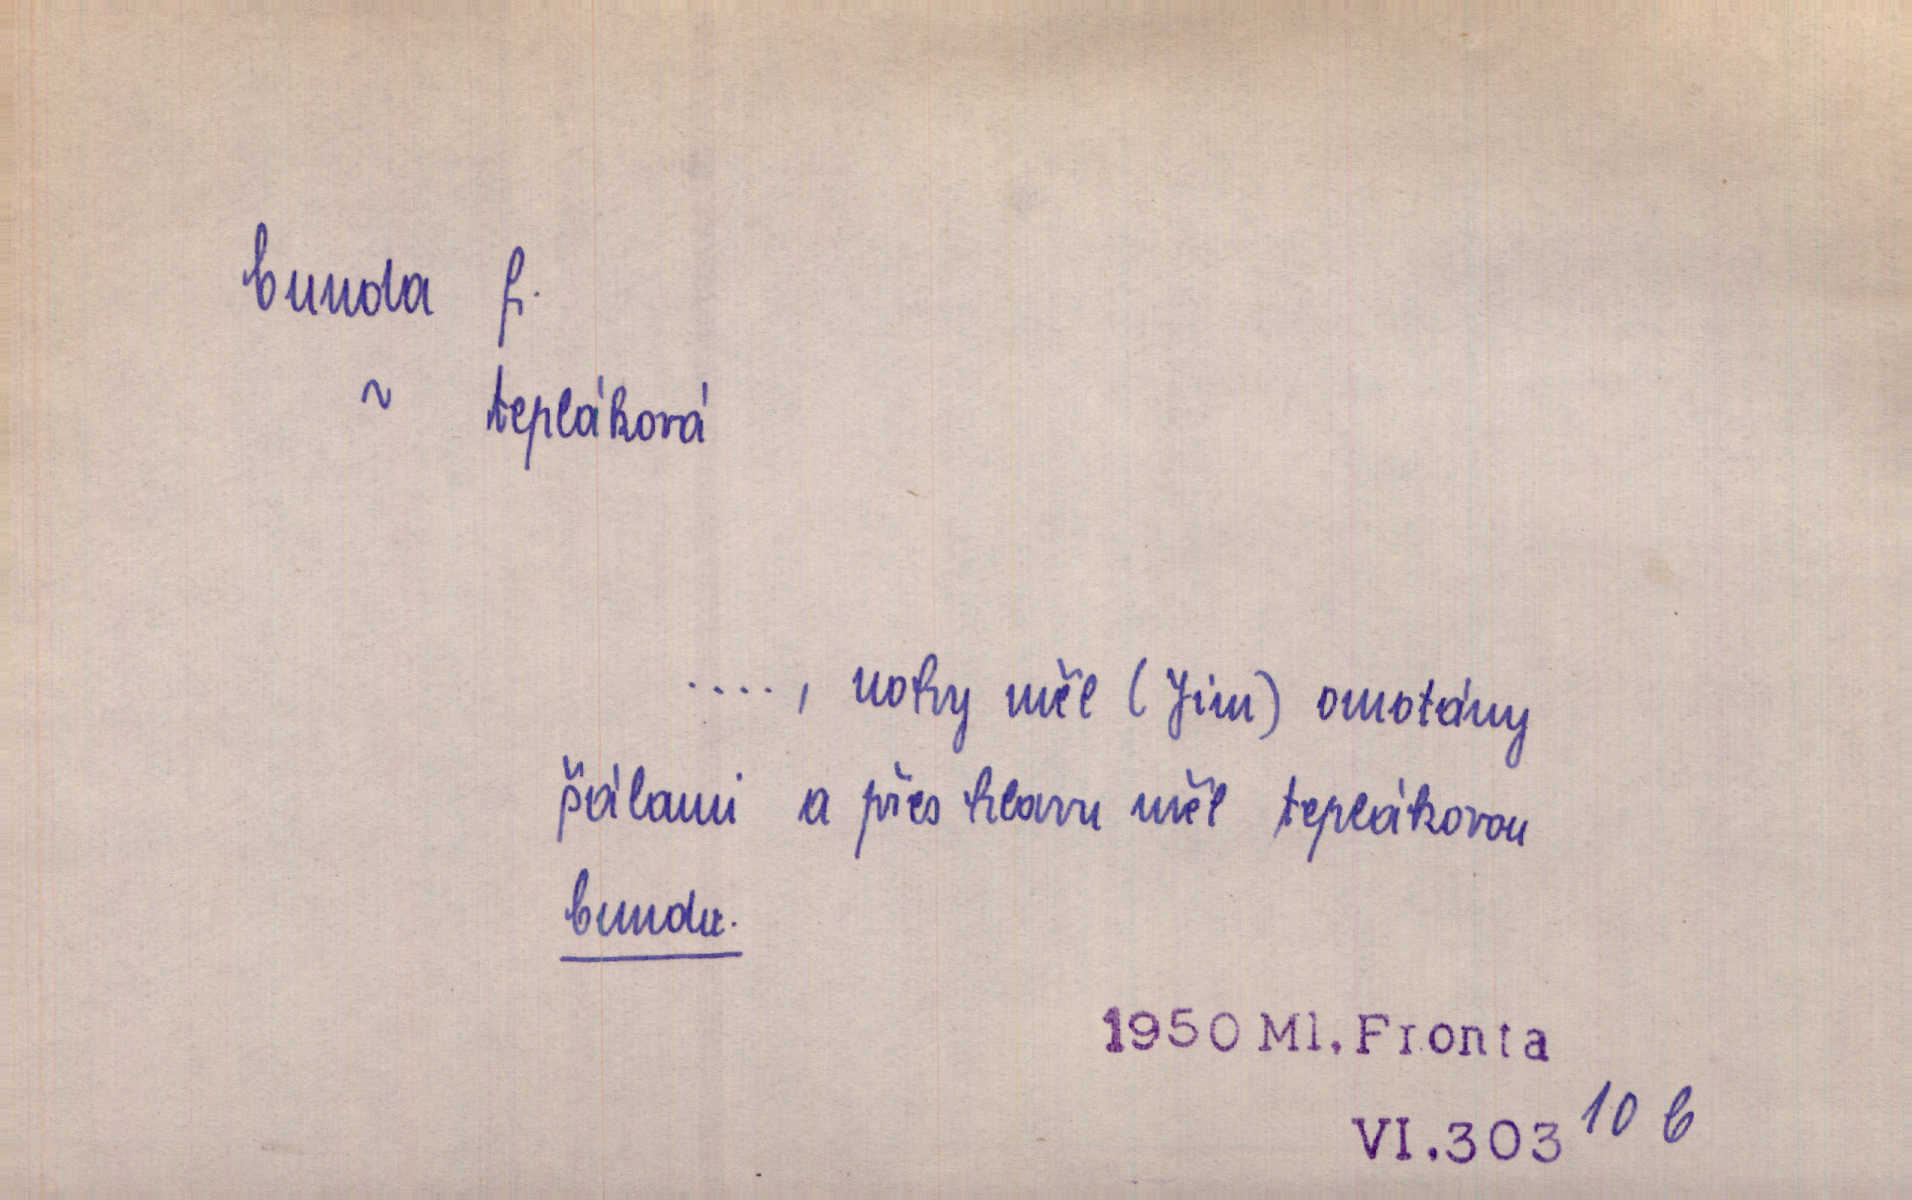 bunda f.
~ tepláková
...., nohy měl (Jim) omotány
šálami a přes hlavu měl teplákovou
bundu.
1950 Ml. Fronta
VI.303 10 b